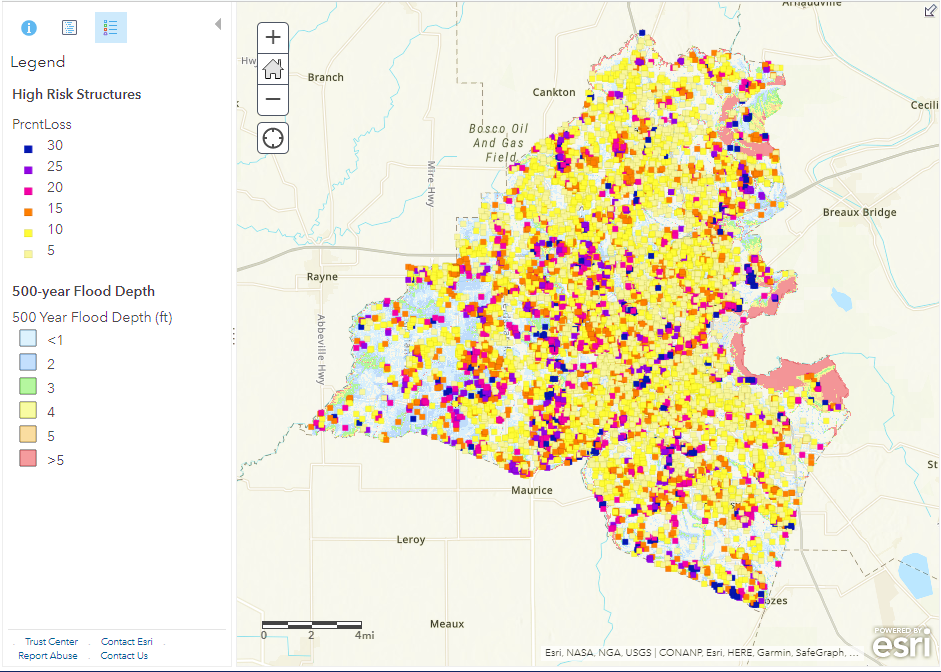 Legend
High Risk Structures
PrcntLoss
30
25
20
15
10
5
500-year Flood Depth
500 Year Flood Depth (ft)
<1
2
3
4
5
>5
Trust Center
Contact Esri
Report Abuse
Contact Us
Arnaudville
Hw
Branch
Cankton
Cecili
Bosco Oil
And Gas
Field
Mire Hwy
Breaux Bridge
Rayne
Abbeville Hwy
St
Maurice
Leroy
ozes
Meaux
0 2 4mi
Esri, NASA, NGA, USGS | CONANP, Esri, HERE, Garmin, SafeGraph, ...
POWERED BY
esri